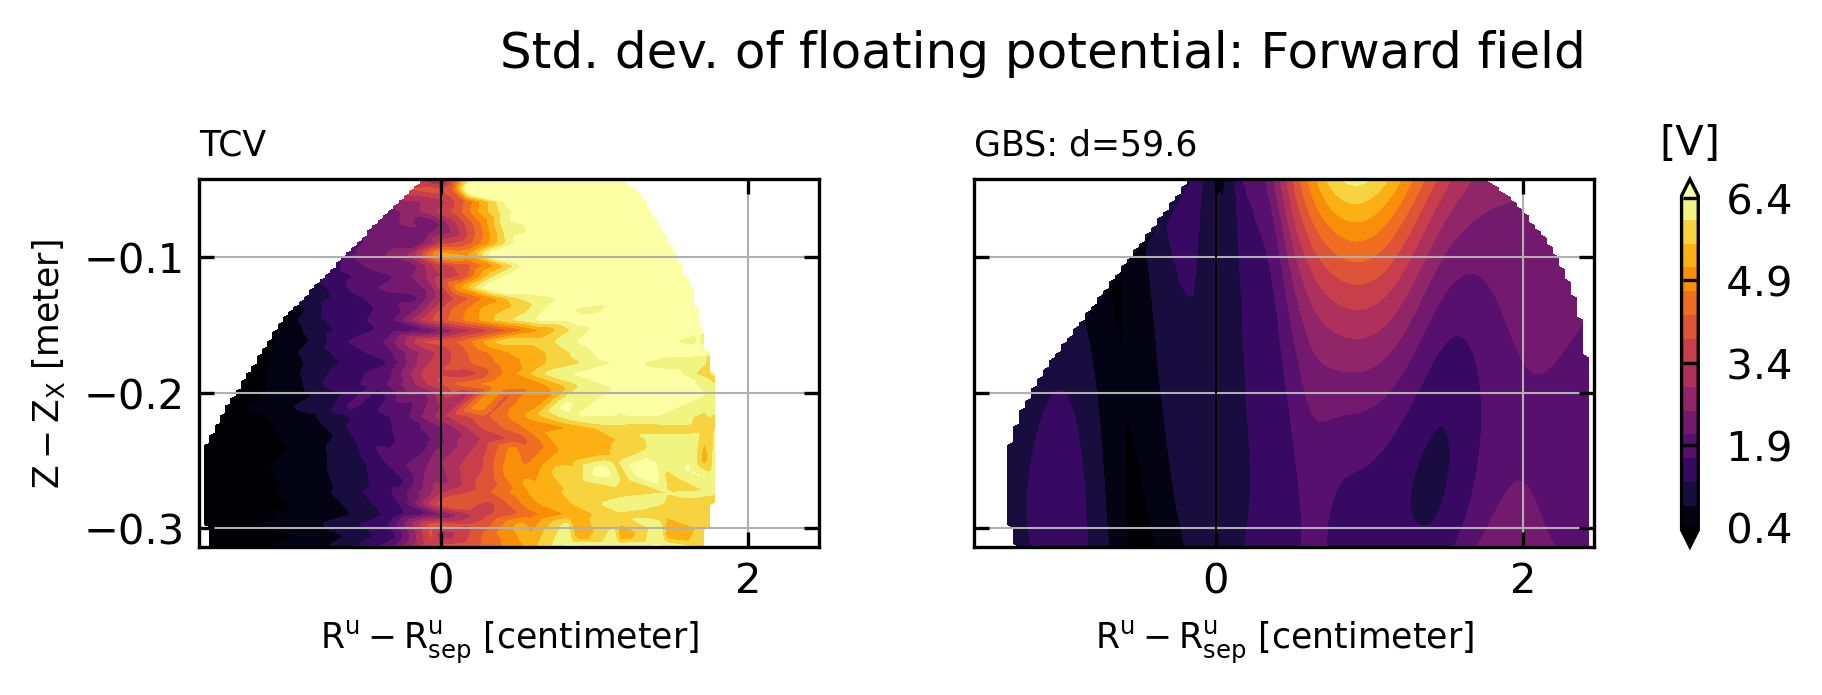 Std. dev. of floating potential: Forward field
TCV
GBS: d=59.6
[V]
Z − Z_X [meter]
−0.1
−0.2
−0.3
0 2
R^u − R^u_sep [centimeter]
0 2
R^u − R^u_sep [centimeter]
6.4
4.9
3.4
1.9
0.4